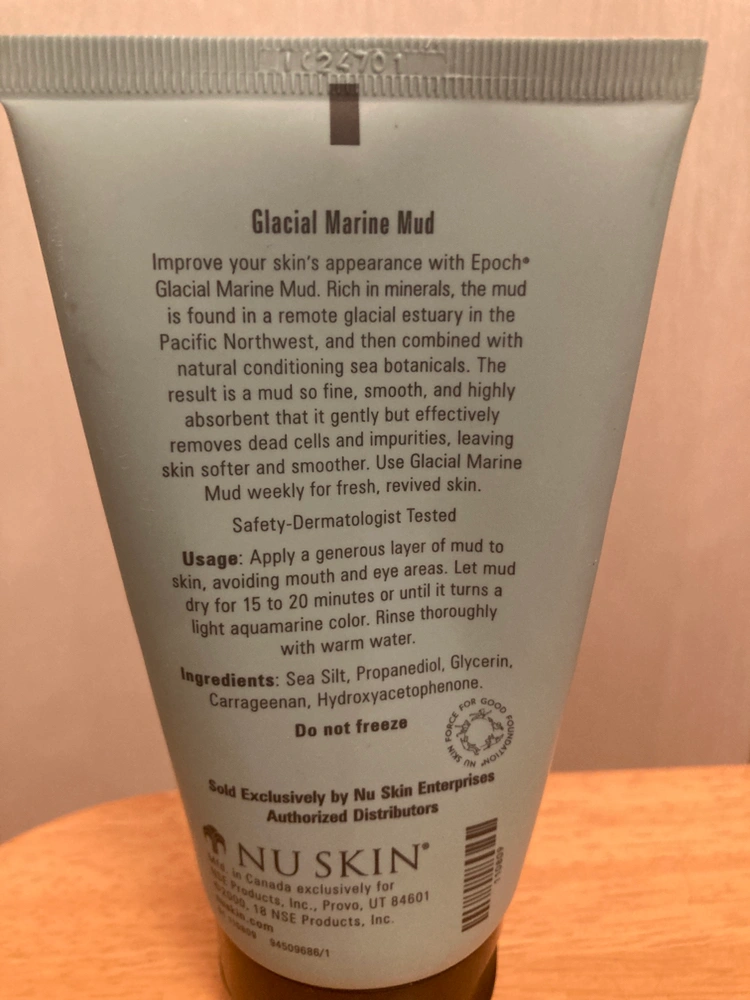 Glacial Marine Mud
Improve your skin's appearance with Epoch®
Glacial Marine Mud. Rich in minerals, the mud
is found in a remote glacial estuary in the
Pacific Northwest, and then combined with
natural conditioning sea botanicals. The
result is a mud so fine, smooth, and highly
absorbent that it gently but effectively
removes dead cells and impurities, leaving
skin softer and smoother. Use Glacial Marine
Mud weekly for fresh, revived skin.
Safety-Dermatologist Tested
Usage: Apply a generous layer of mud to
skin, avoiding mouth and eye areas. Let mud
dry for 15 to 20 minutes or until it turns a
light aquamarine color. Rinse thoroughly
with warm water.
Ingredients: Sea Silt, Propanediol, Glycerin,
Carrageenan, Hydroxyacetophenone.
Do not freeze
NU SKIN FORCE FOR GOOD FOUNDATION
Sold Exclusively by Nu Skin Enterprises
Authorized Distributors
NU SKIN®
Mfd. in Canada exclusively for
NSE Products, Inc., Provo, UT 84601
©2000, 18 NSE Products, Inc.
nuskin.com
94509686/1
110809